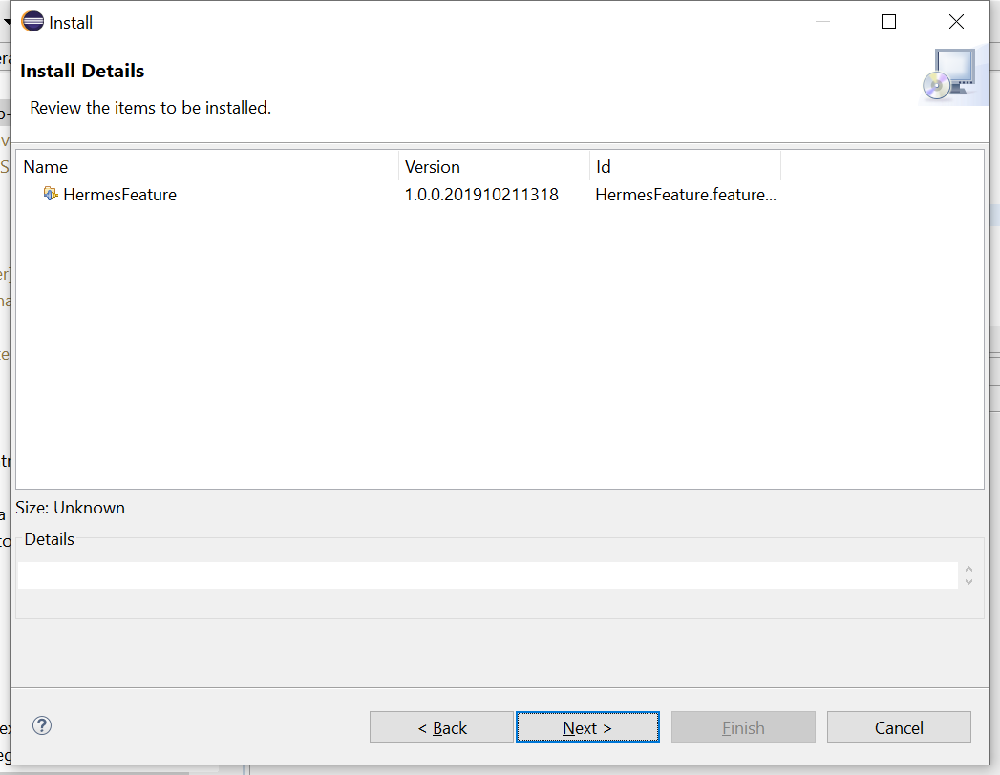 Install
Install Details
Review the items to be installed.
Name Version Id
HermesFeature 1.0.0.201910211318 HermesFeature.feature...
Size: Unknown
Details
< Back Next > Finish Cancel